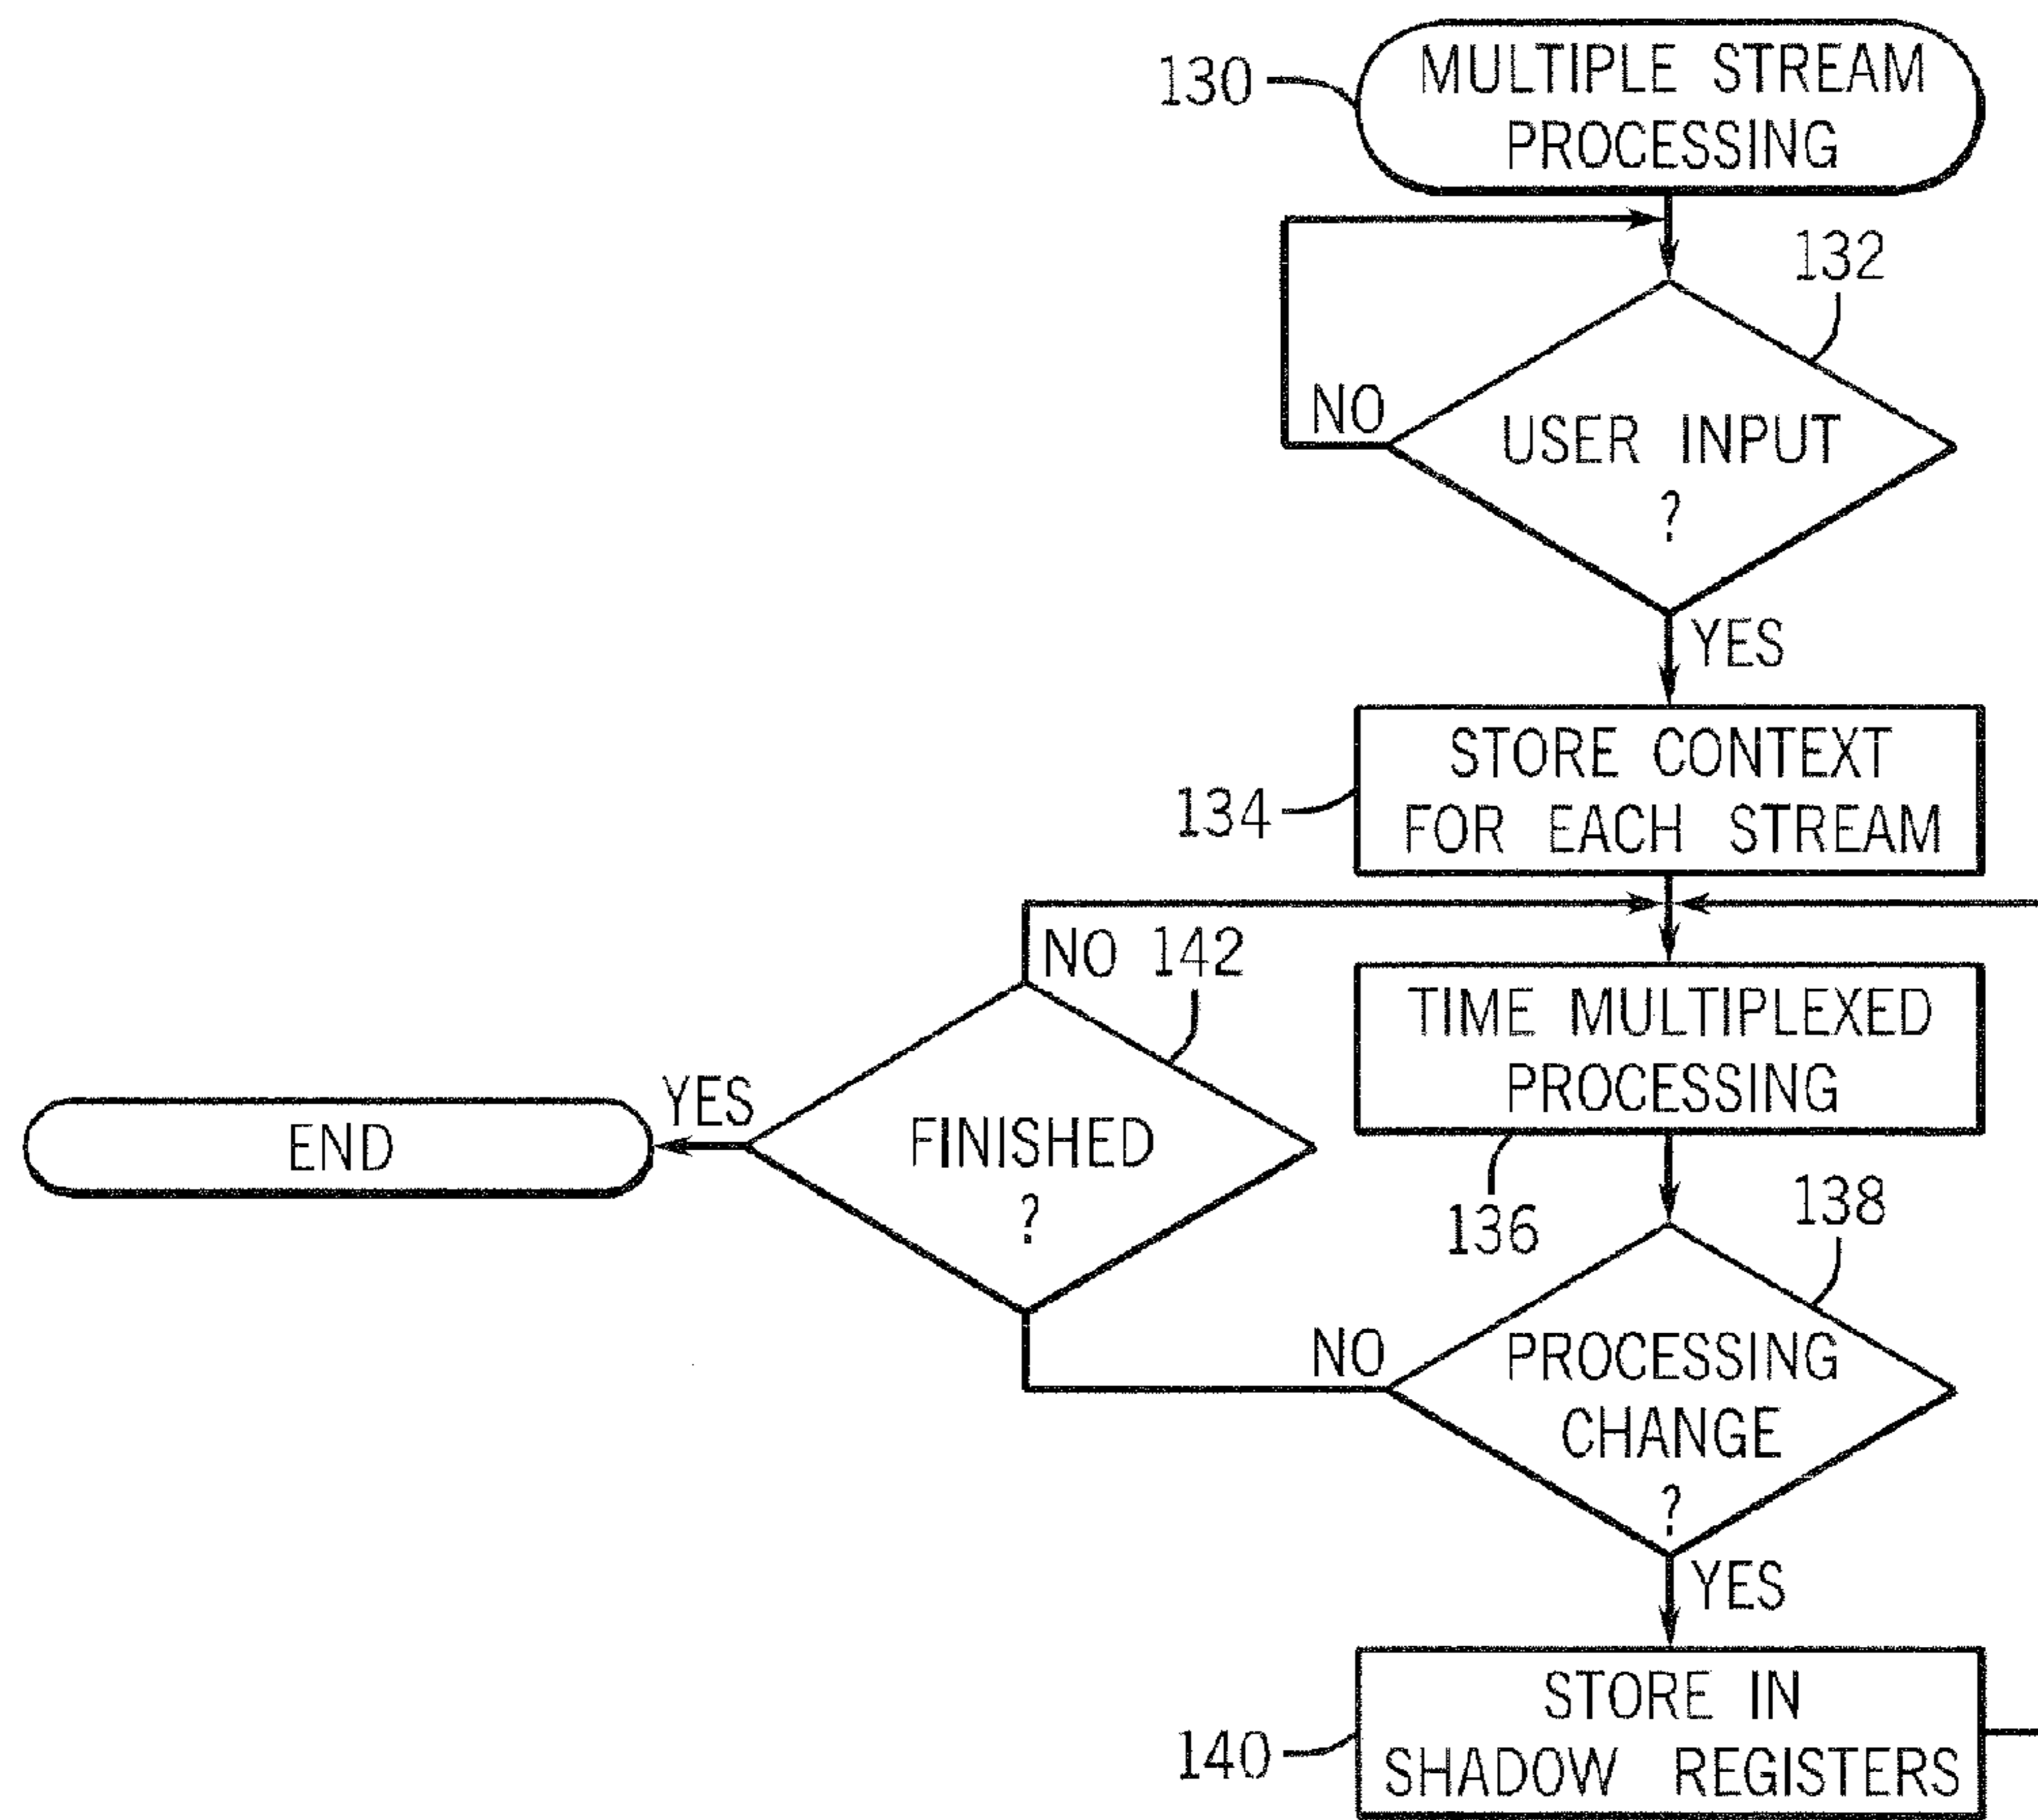 130
MULTIPLE STREAM
PROCESSING
132
NO
USER INPUT
?
YES
134
STORE CONTEXT
FOR EACH STREAM
NO
142
TIME MULTIPLEXED
PROCESSING
136
END
YES
FINISHED
?
138
NO
PROCESSING
CHANGE
?
YES
140
STORE IN
SHADOW REGISTERS